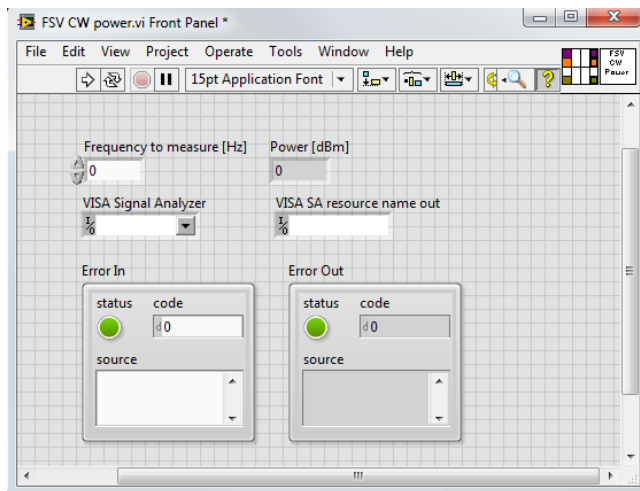 FSV CW power.vi Front Panel *
File Edit View Project Operate Tools Window Help
15pt Application Font
FSV
CW
Power
Frequency to measure [Hz] Power [dBm]
0 0
VISA Signal Analyzer VISA SA resource name out
I/O I/O
Error In Error Out
status code status code
d 0 d 0
source source